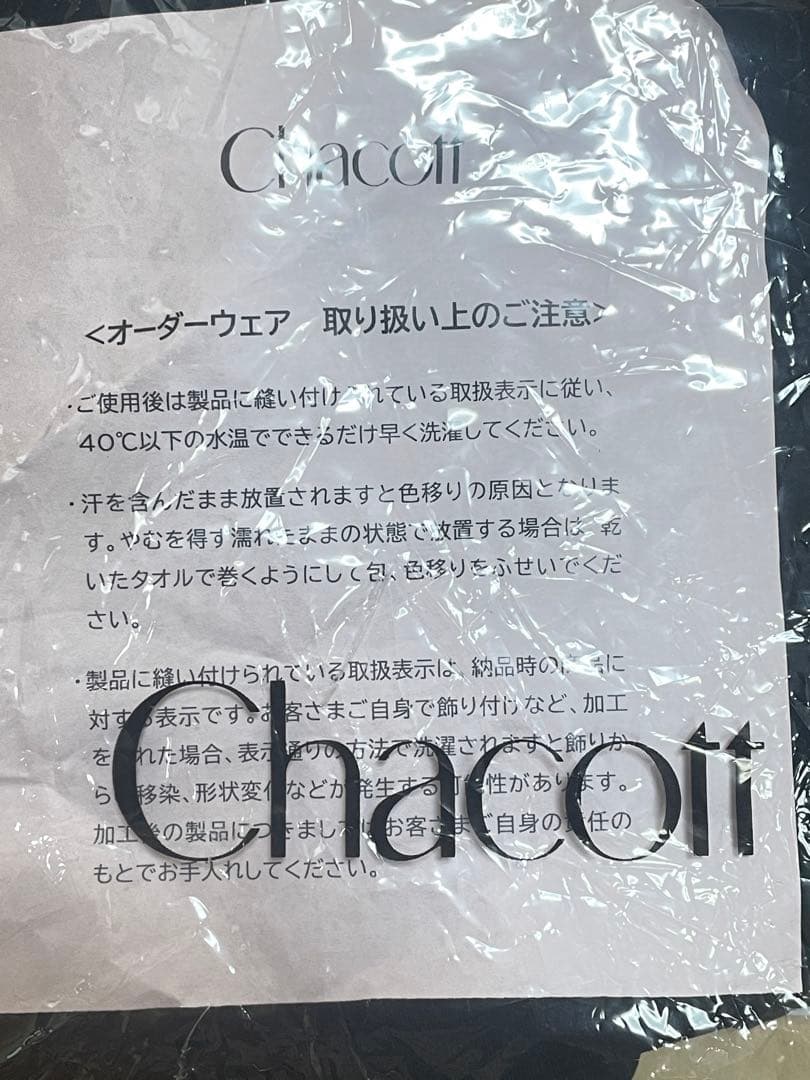 Chacott
<オーダーウェア 取り扱い上のご注意>
・ご使用後は製品に縫い付けられている取扱表示に従い、
40℃以下の水温でできるだけ早く洗濯してください。
・汗を含んだまま放置されますと色移りの原因となりま
す。やむを得ず濡れたままの状態で放置する場合は、乾
いたタオルで巻くようにして包、色移りをふせいでくだ
さい。
・製品に縫い付けられている取扱表示は、納品時の に
対する表示です。お客さまご自身で飾り付けなど、加工
を された場合、表示通りの方法で洗濯されますと飾りか
ら 移染、形状変化などが発生する可能性があります。
加工後の製品につきましてはお客さまご自身の責任の
もとでお手入れしてください。
Chacott